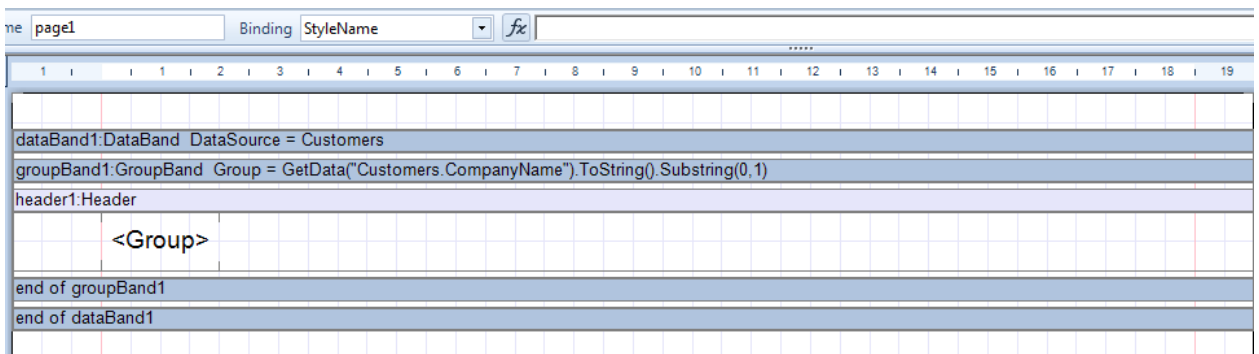 me page1 Binding StyleName fx
1 1 2 3 4 5 6 7 8 9 10 11 12 13 14 15 16 17 18 19
dataBand1:DataBand DataSource = Customers
groupBand1:GroupBand Group = GetData("Customers.CompanyName").ToString().Substring(0,1)
header1:Header
<Group>
end of groupBand1
end of dataBand1